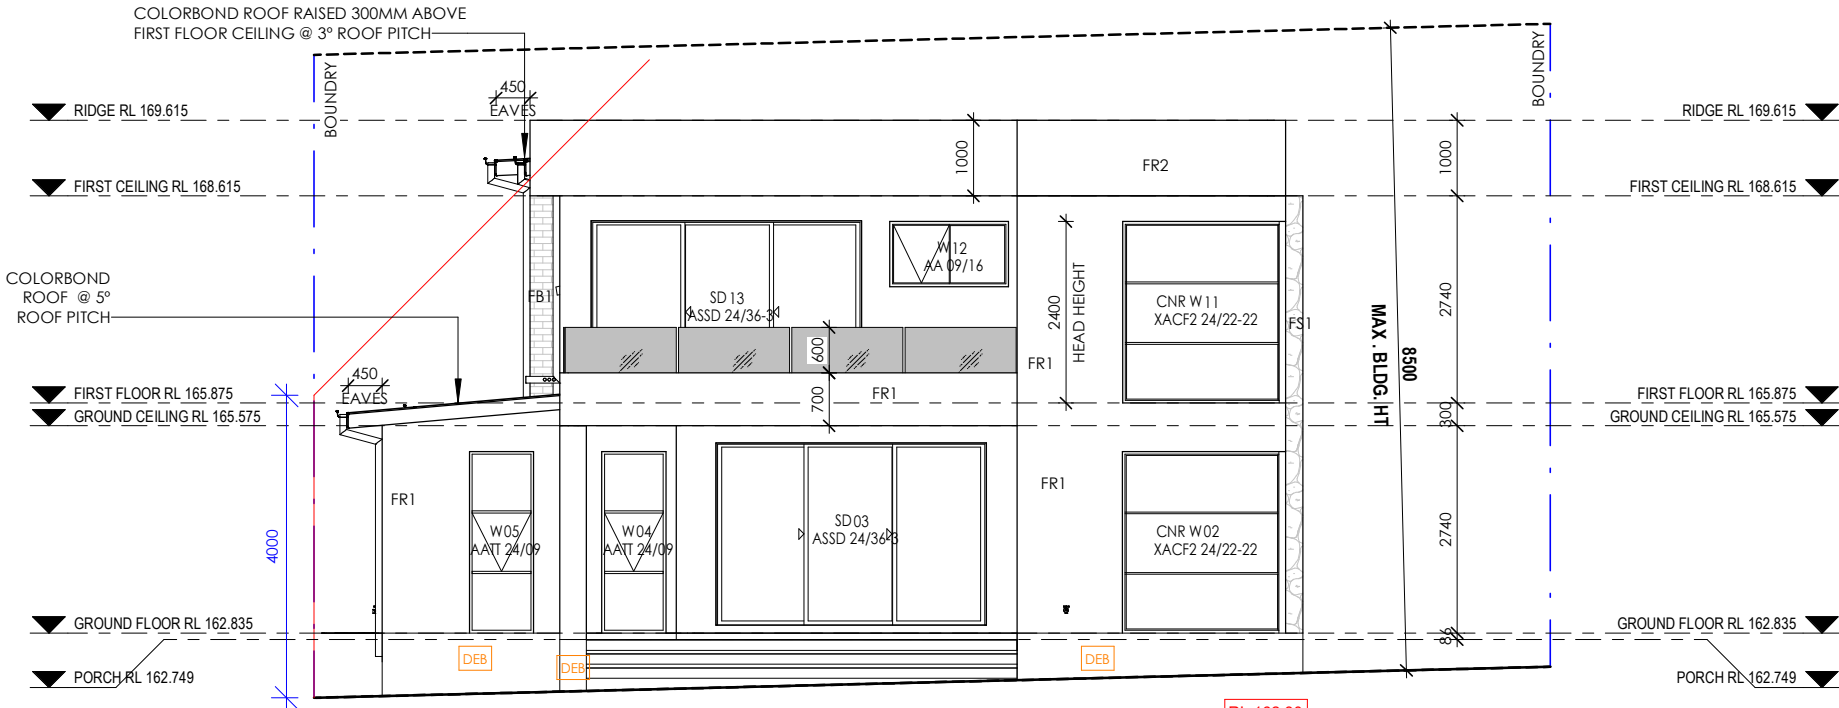 COLORBOND ROOF RAISED 300MM ABOVE
FIRST FLOOR CEILING @ 3º ROOF PITCH
BOUNDRY
BOUNDRY
450
EAVES
RIDGE RL 169.615
RIDGE RL 169.615
1000
FR2
1000
FIRST CEILING RL 168.615
FIRST CEILING RL 168.615
W12
AA 09/16
COLORBOND
ROOF @ 5º
ROOF PITCH
FB1
SD13
ASSD 24/36-3
2400
HEAD HEIGHT
CNR W11
XACF2 24/22-22
FS1
2740
MAX . BLDG. HT
8500
600
FR1
450
EAVES
700
FR1
FIRST FLOOR RL 165.875
FIRST FLOOR RL 165.875
300
GROUND CEILING RL 165.575
GROUND CEILING RL 165.575
4000
FR1
W05
AATT 24/09
W04
AATT 24/09
SD03
ASSD 24/36-3
FR1
CNR W02
XACF2 24/22-22
2740
GROUND FLOOR RL 162.835
GROUND FLOOR RL 162.835
DEB
DEB
DEB
PORCH RL 162.749
PORCH RL 162.749